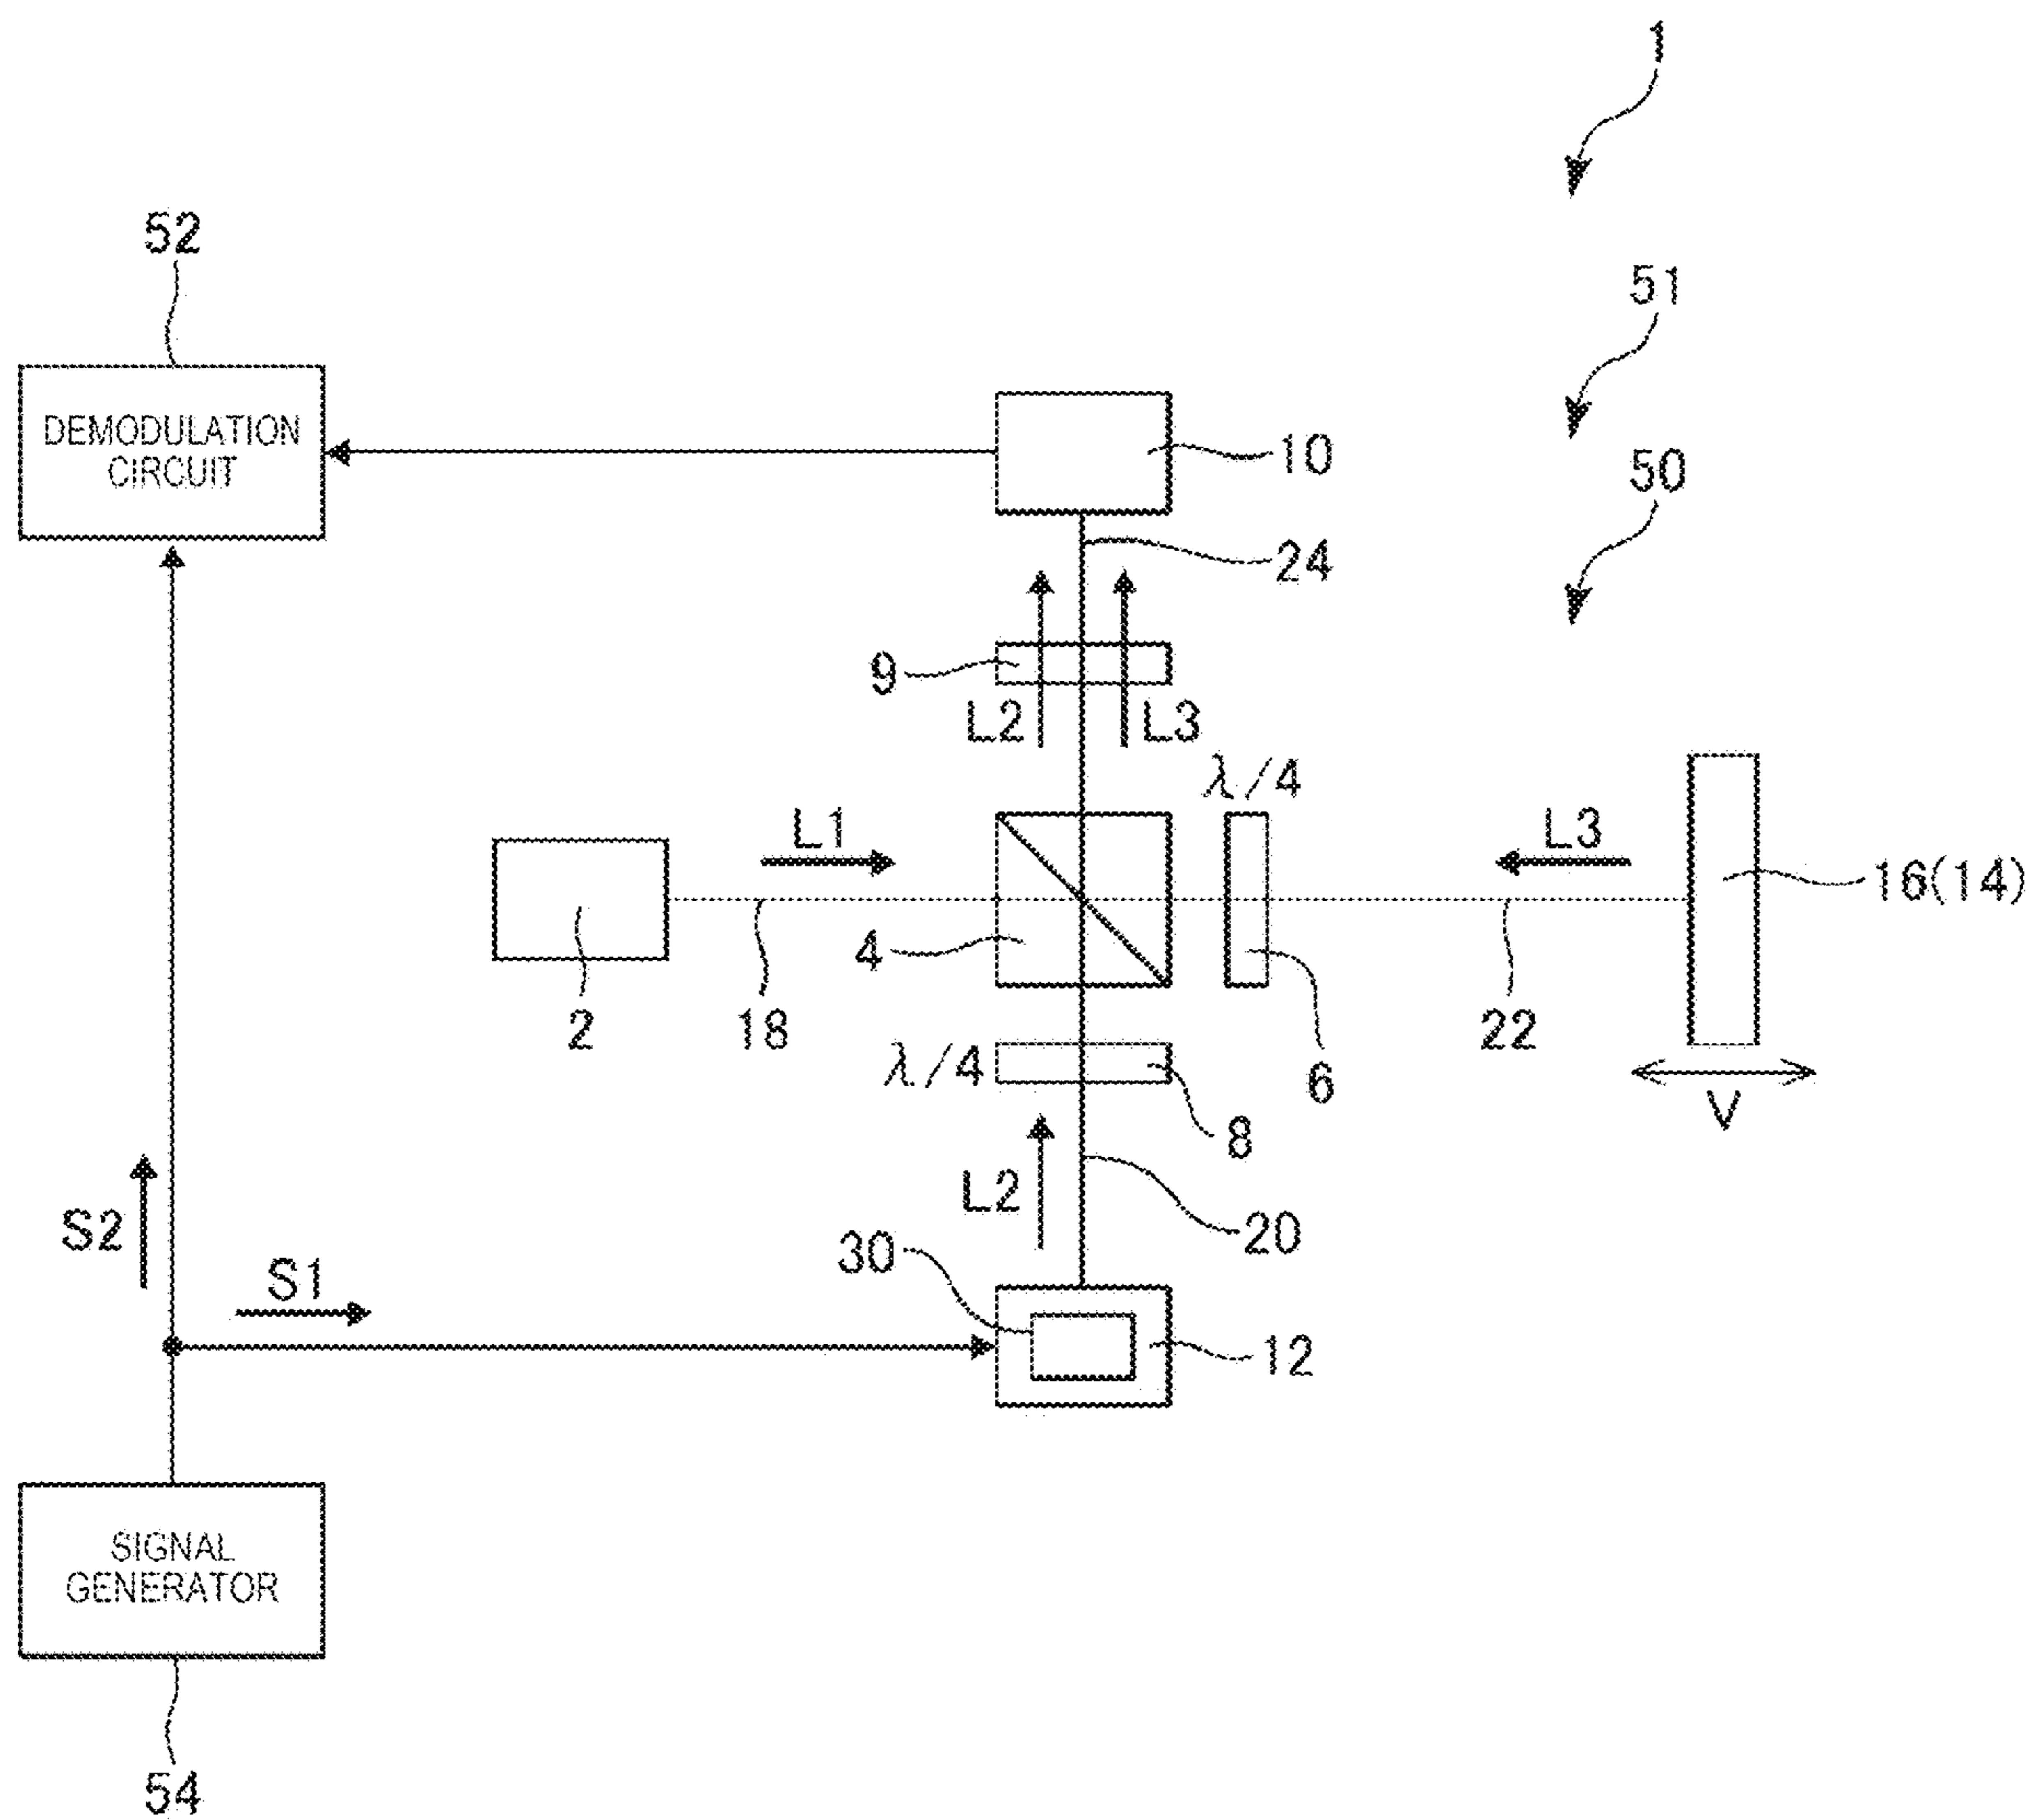 1
52
51
DEMODULATION
CIRCUIT
10
50
24
9
L2
L3
λ/4
L1
L3
16(14)
4
2
18
22
λ/4
6
V
8
L2
S2
20
30
S1
12
SIGNAL
GENERATOR
54